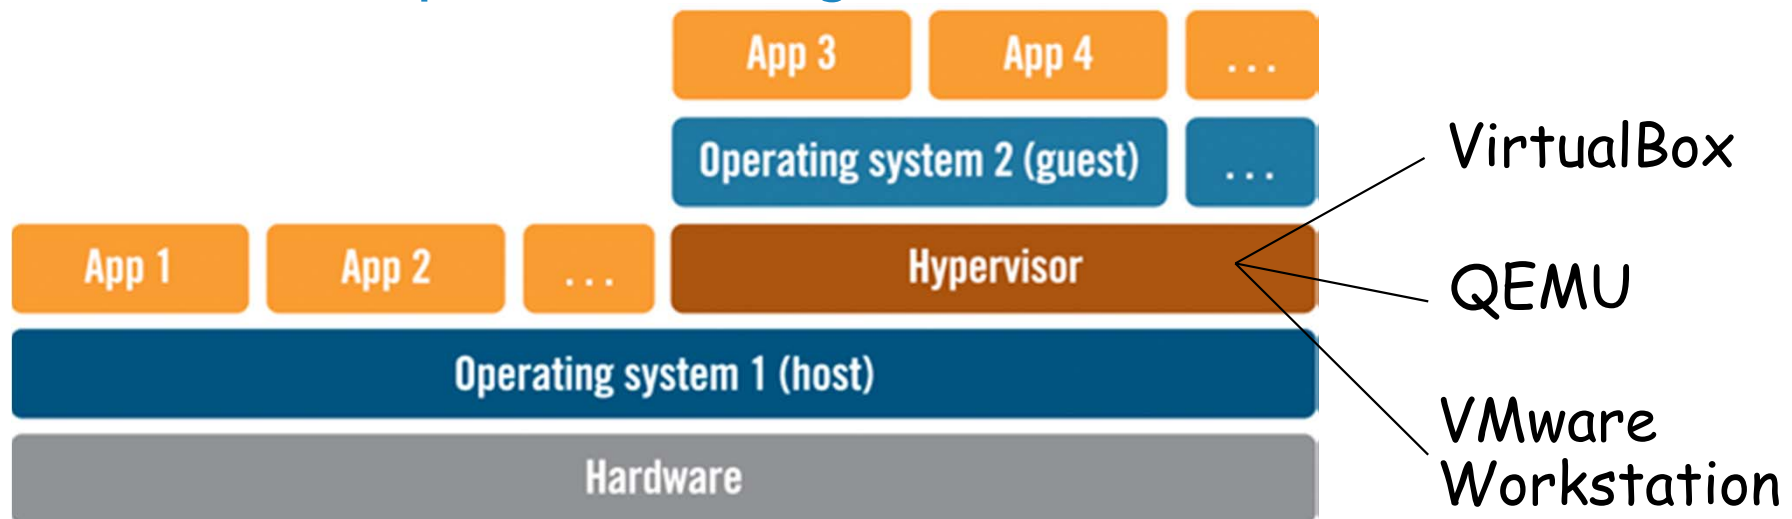 App 3 App 4 ...
Operating system 2 (guest) ...
VirtualBox
App 1 App 2 ... Hypervisor
QEMU
Operating system 1 (host)
VMware
Workstation
Hardware